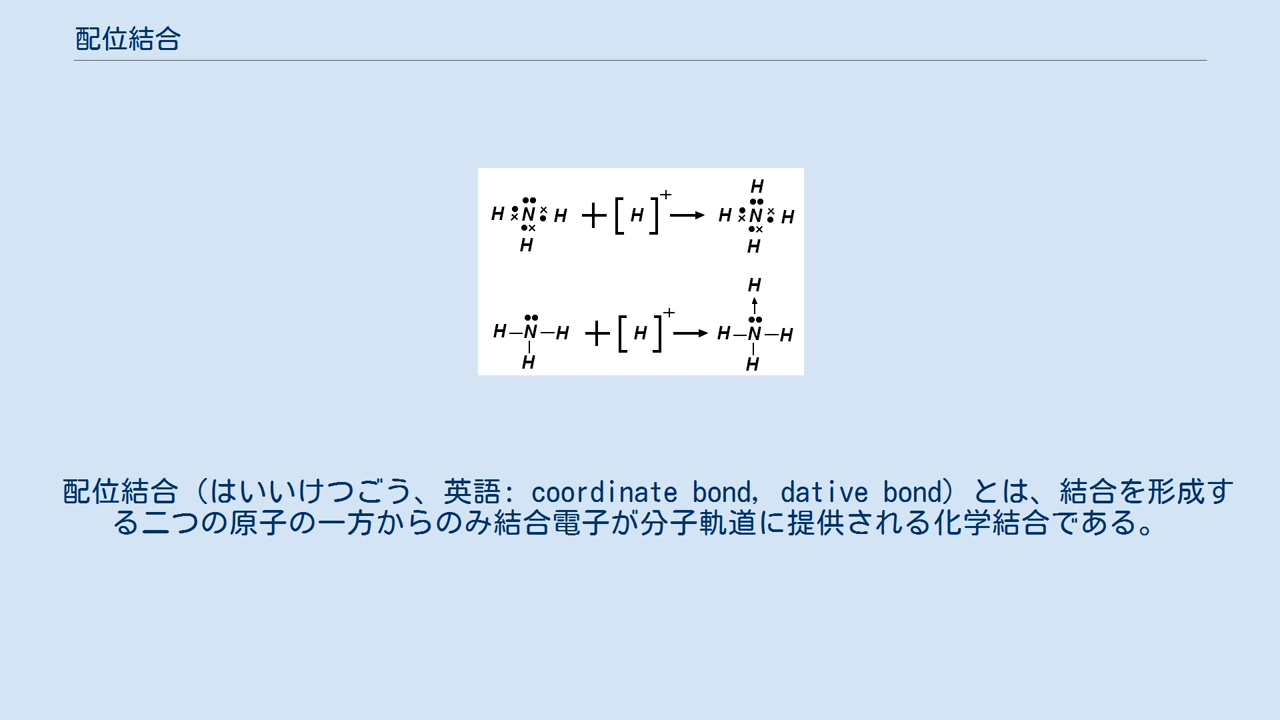 配位結合
H
H N H + [ H ]+ → H N H
H H
H
H–N–H + [ H ]+ → H–N–H
H H
配位結合（はいいけつごう、英語: coordinate bond, dative bond）とは、結合を形成す
る二つの原子の一方からのみ結合電子が分子軌道に提供される化学結合である。